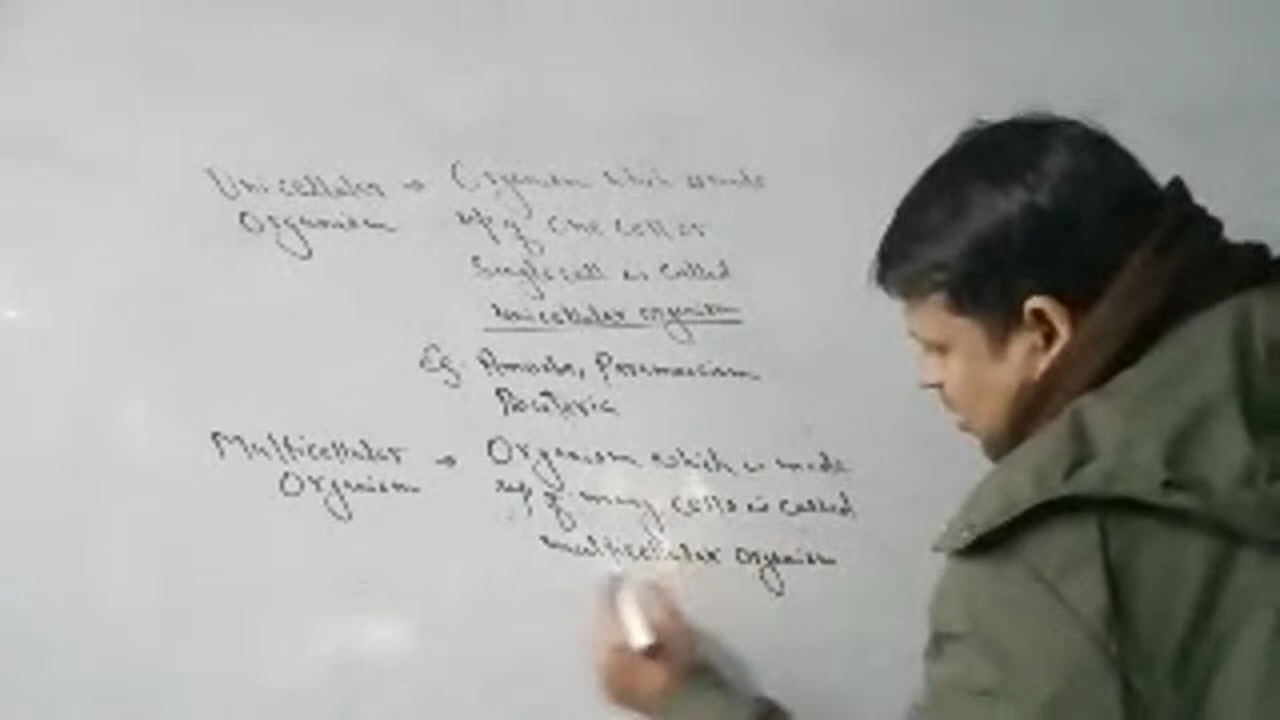 Unicellular → Organism which is made
Organism up of one cell or
Single cell is called
unicellular organism
Eg. Amoeba, Paramecium
Bacteria
Multicellular → Organism which is made
Organism up of many cells is called
multicellular organism